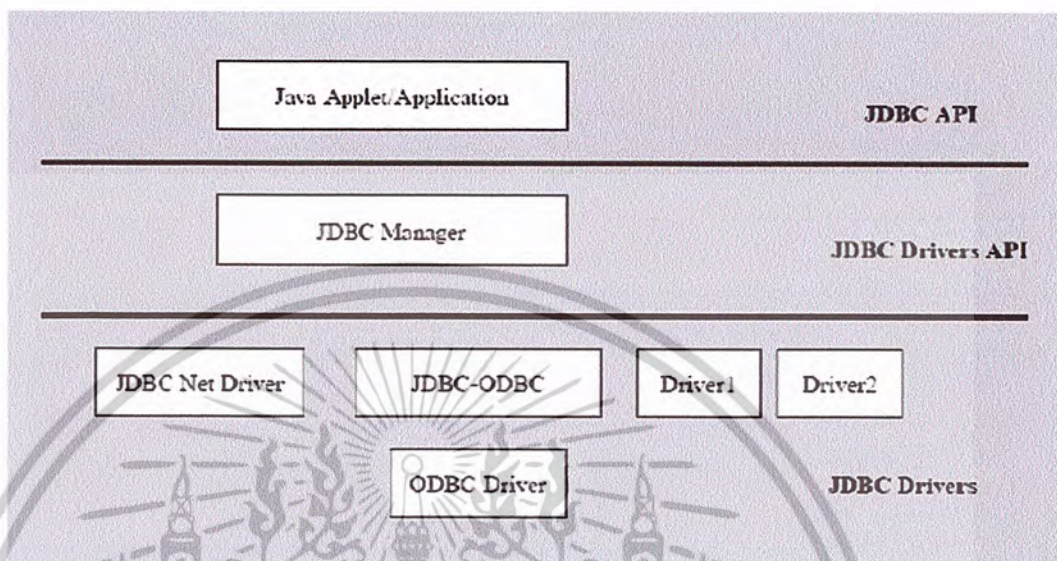 Java Applet/Application
JDBC API
JDBC Manager
JDBC Drivers API
JDBC Net Driver
JDBC-ODBC
Driver1
Driver2
ODBC Driver
JDBC Drivers